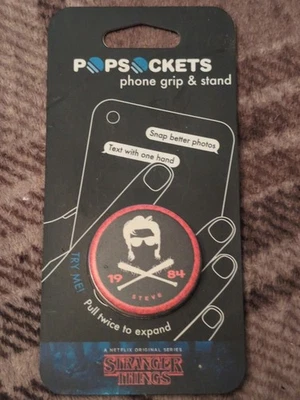 POPSOCKETS
phone grip & stand
Snap better photos
Text with one hand
19 84
STEVE
TRY ME!
Pull twice to expand
A NETFLIX ORIGINAL SERIES
STRANGER
THINGS